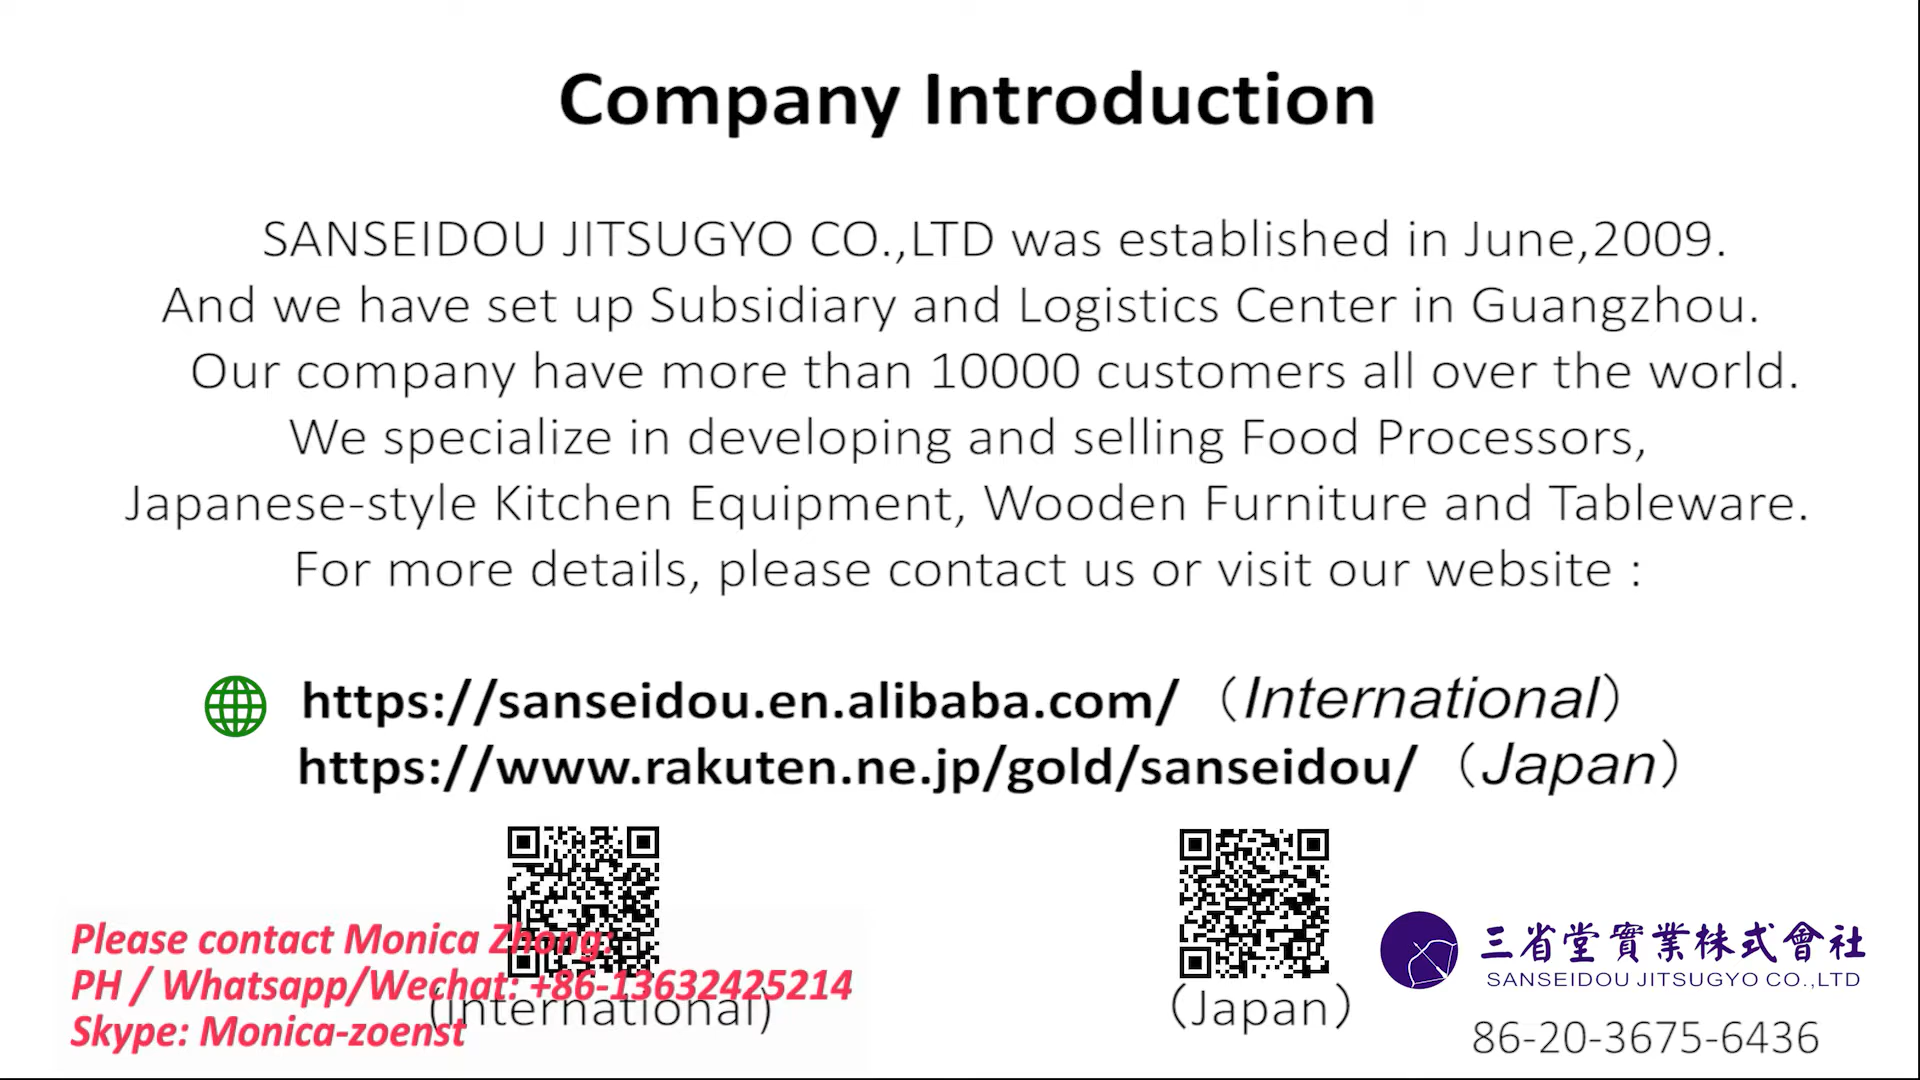 Company Introduction
SANSEIDOU JITSUGYO CO.,LTD was established in June,2009.
And we have set up Subsidiary and Logistics Center in Guangzhou.
Our company have more than 10000 customers all over the world.
We specialize in developing and selling Food Processors,
Japanese-style Kitchen Equipment, Wooden Furniture and Tableware.
For more details, please contact us or visit our website :
https://sanseidou.en.alibaba.com/（International）
https://www.rakuten.ne.jp/gold/sanseidou/（Japan）
Please contact Monica Zhong:
PH / Whatsapp/Wechat: +86-13632425214
Skype: Monica-zoenst
(International)
（Japan）
三省堂實業株式會社
SANSEIDOU JITSUGYO CO.,LTD
86-20-3675-6436